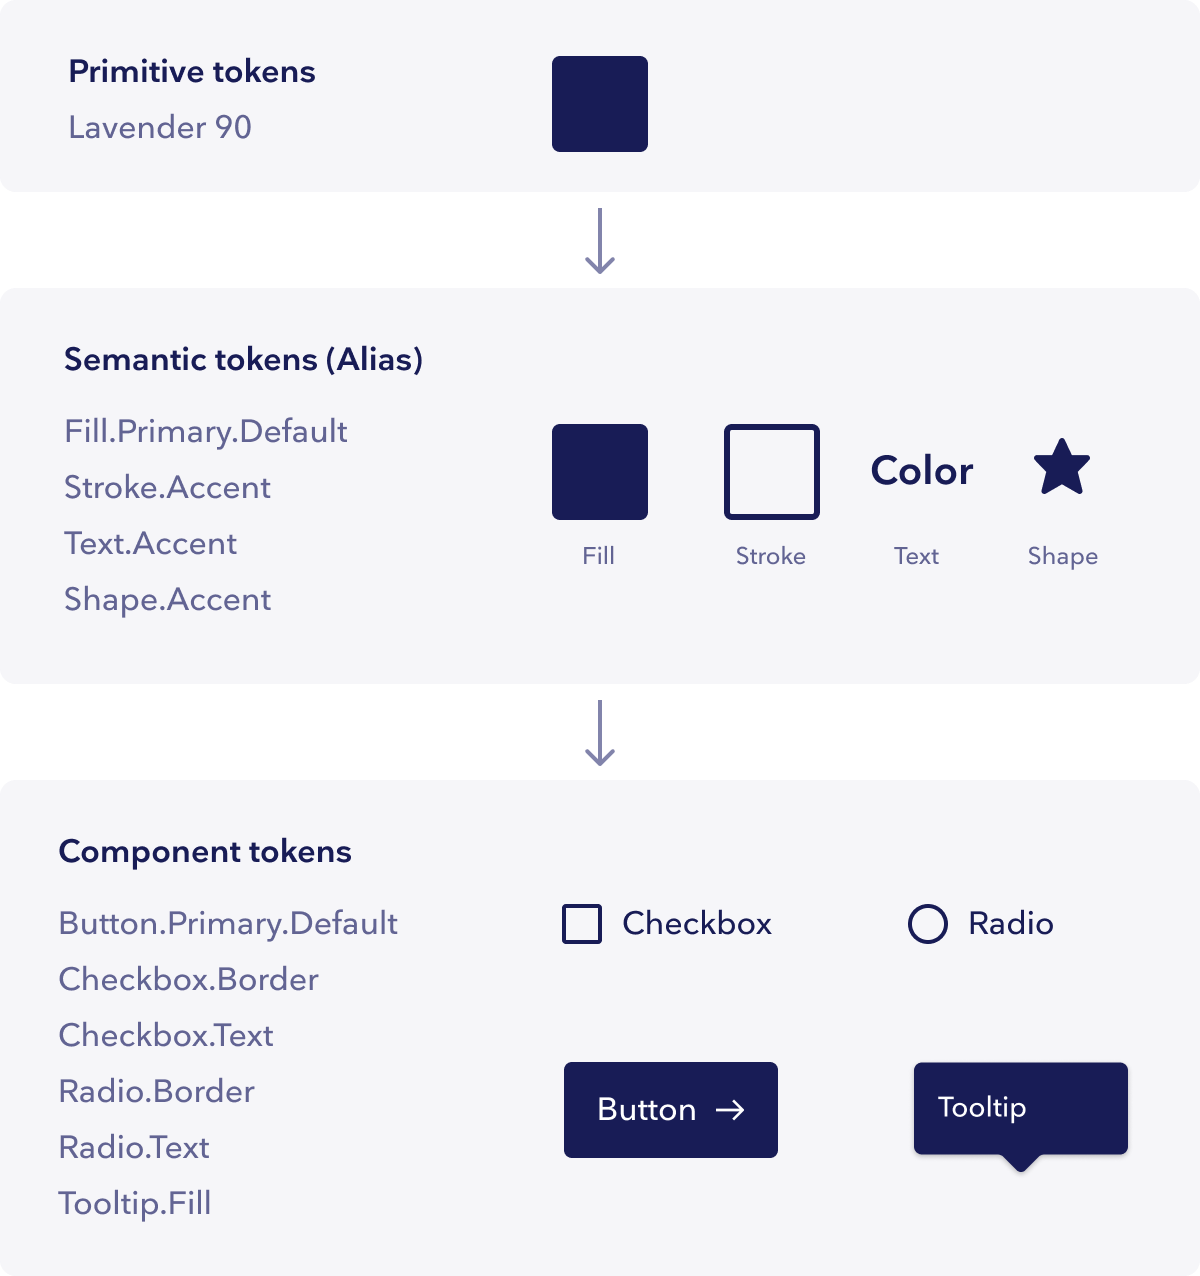 Primitive tokens
Lavender 90
Semantic tokens (Alias)
Fill.Primary.Default
Stroke.Accent
Text.Accent
Shape.Accent
Color
Fill
Stroke
Text
Shape
Component tokens
Button.Primary.Default
Checkbox.Border
Checkbox.Text
Radio.Border
Radio.Text
Tooltip.Fill
Checkbox
Radio
Button
Tooltip